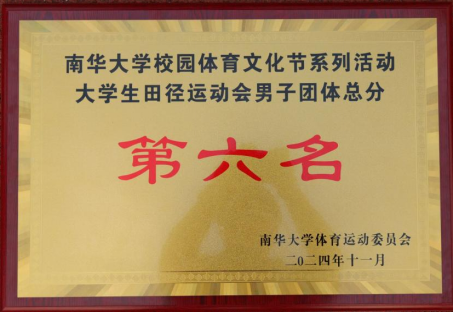 南华大学校园体育文化节系列活动
大学生田径运动会男子团体总分
第六名
南华大学体育运动委员会
二0二四年十一月